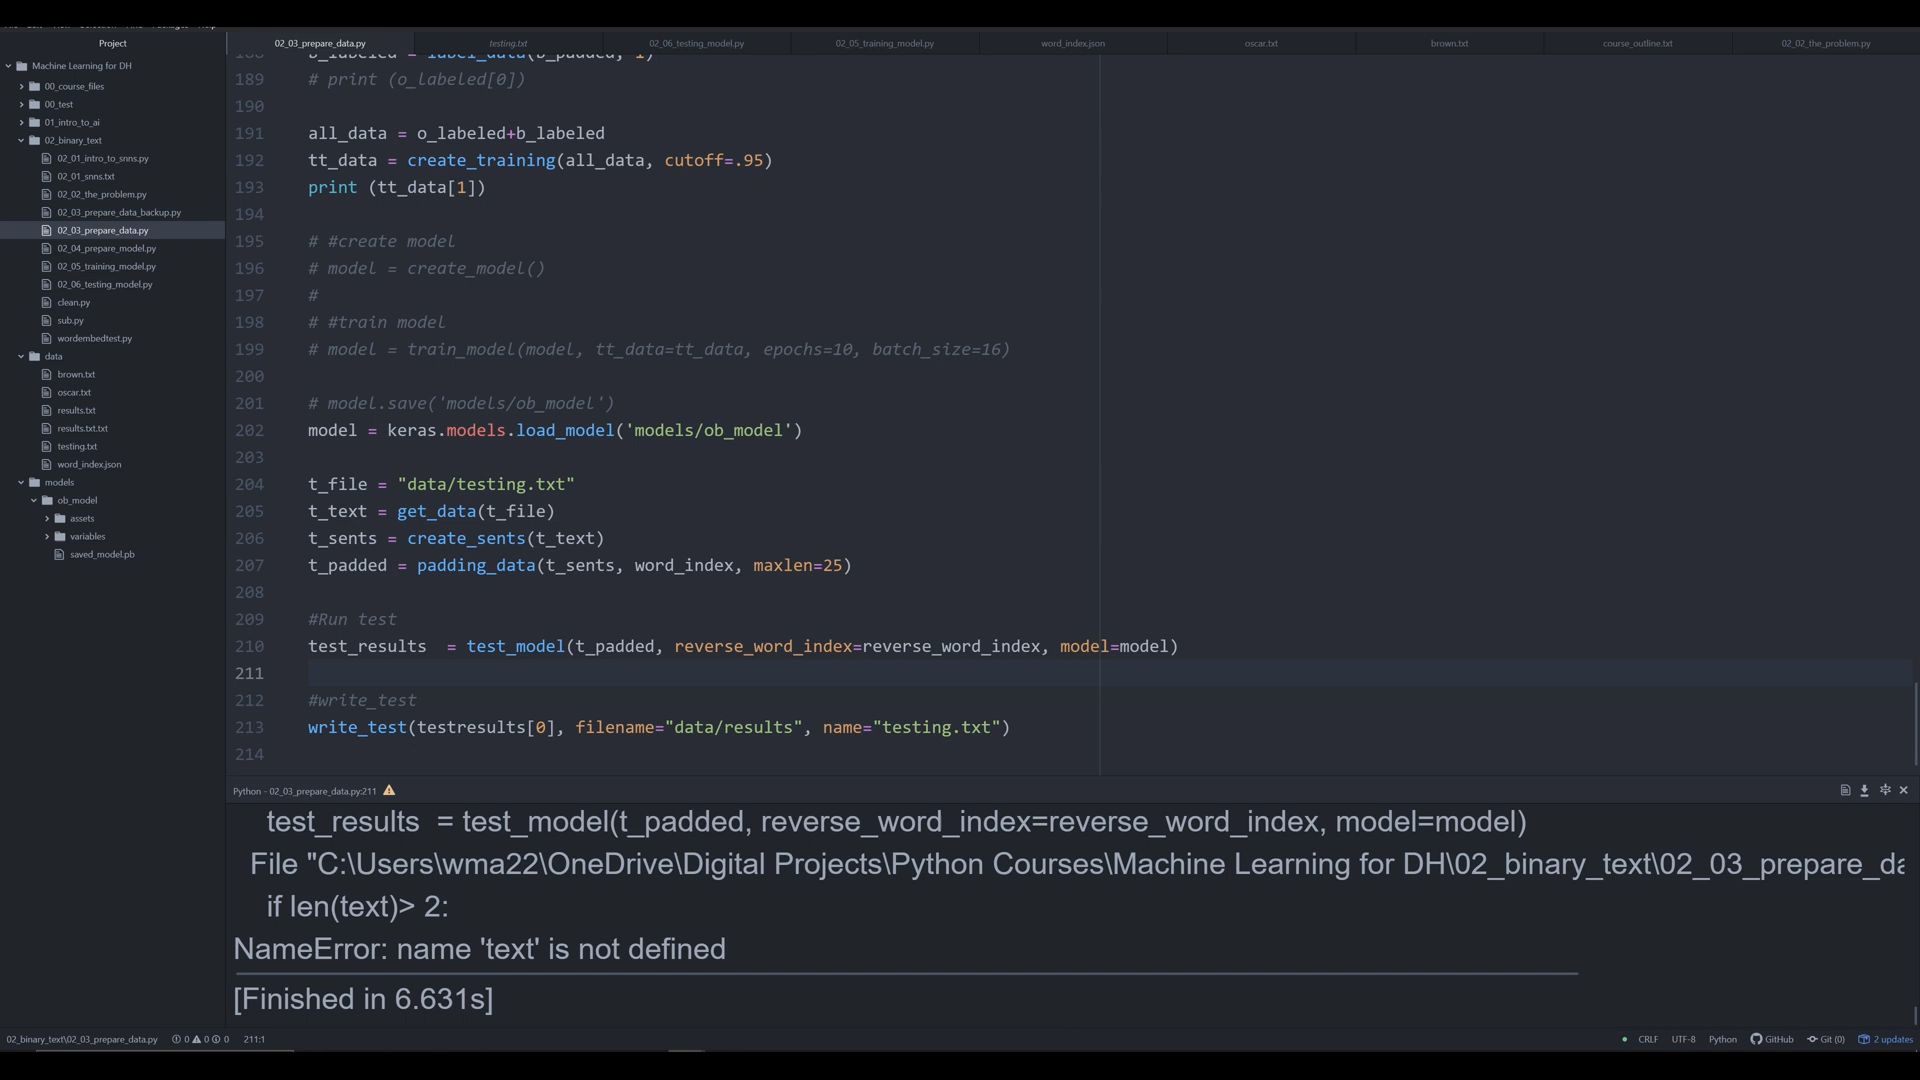 Project
02_03_prepare_data.py
testing.txt
02_06_testing_model.py
02_05_training_model.py
word_index.json
oscar.txt
brown.txt
course_outline.txt
02_02_the_problem.py
Machine Learning for DH
00_course_files
00_test
01_intro_to_ai
02_binary_text
02_01_intro_to_snns.py
02_01_snns.txt
02_02_the_problem.py
02_03_prepare_data_backup.py
02_03_prepare_data.py
02_04_prepare_model.py
02_05_training_model.py
02_06_testing_model.py
clean.py
sub.py
wordembedtest.py
data
brown.txt
oscar.txt
results.txt
results.txt.txt
testing.txt
word_index.json
models
ob_model
assets
variables
saved_model.pb
188 b_labeled = label_data(b_padded, 1)
189 # print (o_labeled[0])
190
191 all_data = o_labeled+b_labeled
192 tt_data = create_training(all_data, cutoff=.95)
193 print (tt_data[1])
194
195 # #create model
196 # model = create_model()
197 #
198 # #train model
199 # model = train_model(model, tt_data=tt_data, epochs=10, batch_size=16)
200
201 # model.save('models/ob_model')
202 model = keras.models.load_model('models/ob_model')
203
204 t_file = "data/testing.txt"
205 t_text = get_data(t_file)
206 t_sents = create_sents(t_text)
207 t_padded = padding_data(t_sents, word_index, maxlen=25)
208
209 #Run test
210 test_results  = test_model(t_padded, reverse_word_index=reverse_word_index, model=model)
211
212 #write_test
213 write_test(testresults[0], filename="data/results", name="testing.txt")
214
Python - 02_03_prepare_data.py:211
test_results  = test_model(t_padded, reverse_word_index=reverse_word_index, model=model)
File "C:\Users\wma22\OneDrive\Digital Projects\Python Courses\Machine Learning for DH\02_binary_text\02_03_prepare_da
if len(text)> 2:
NameError: name 'text' is not defined
[Finished in 6.631s]
02_binary_text\02_03_prepare_data.py 0 0 0 211:1
CRLF UTF-8 Python GitHub Git (0) 2 updates